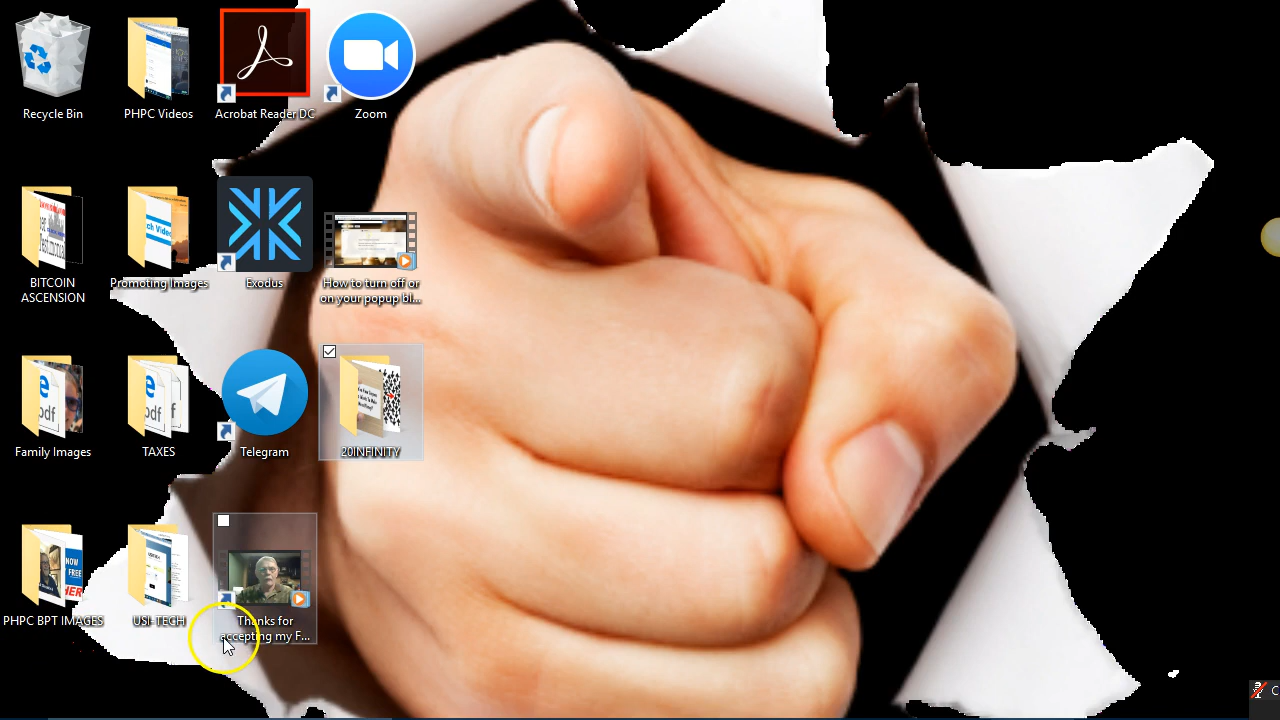 Recycle Bin
PHPC Videos
Acrobat Reader DC
Zoom
BITCOIN
ASCENSION
Promoting Images
Exodus
How to turn off or
on your popup bl...
Family Images
TAXES
Telegram
20INFINITY
PHPC BPT IMAGES
USI-TECH
Thanks for
accepting my F...